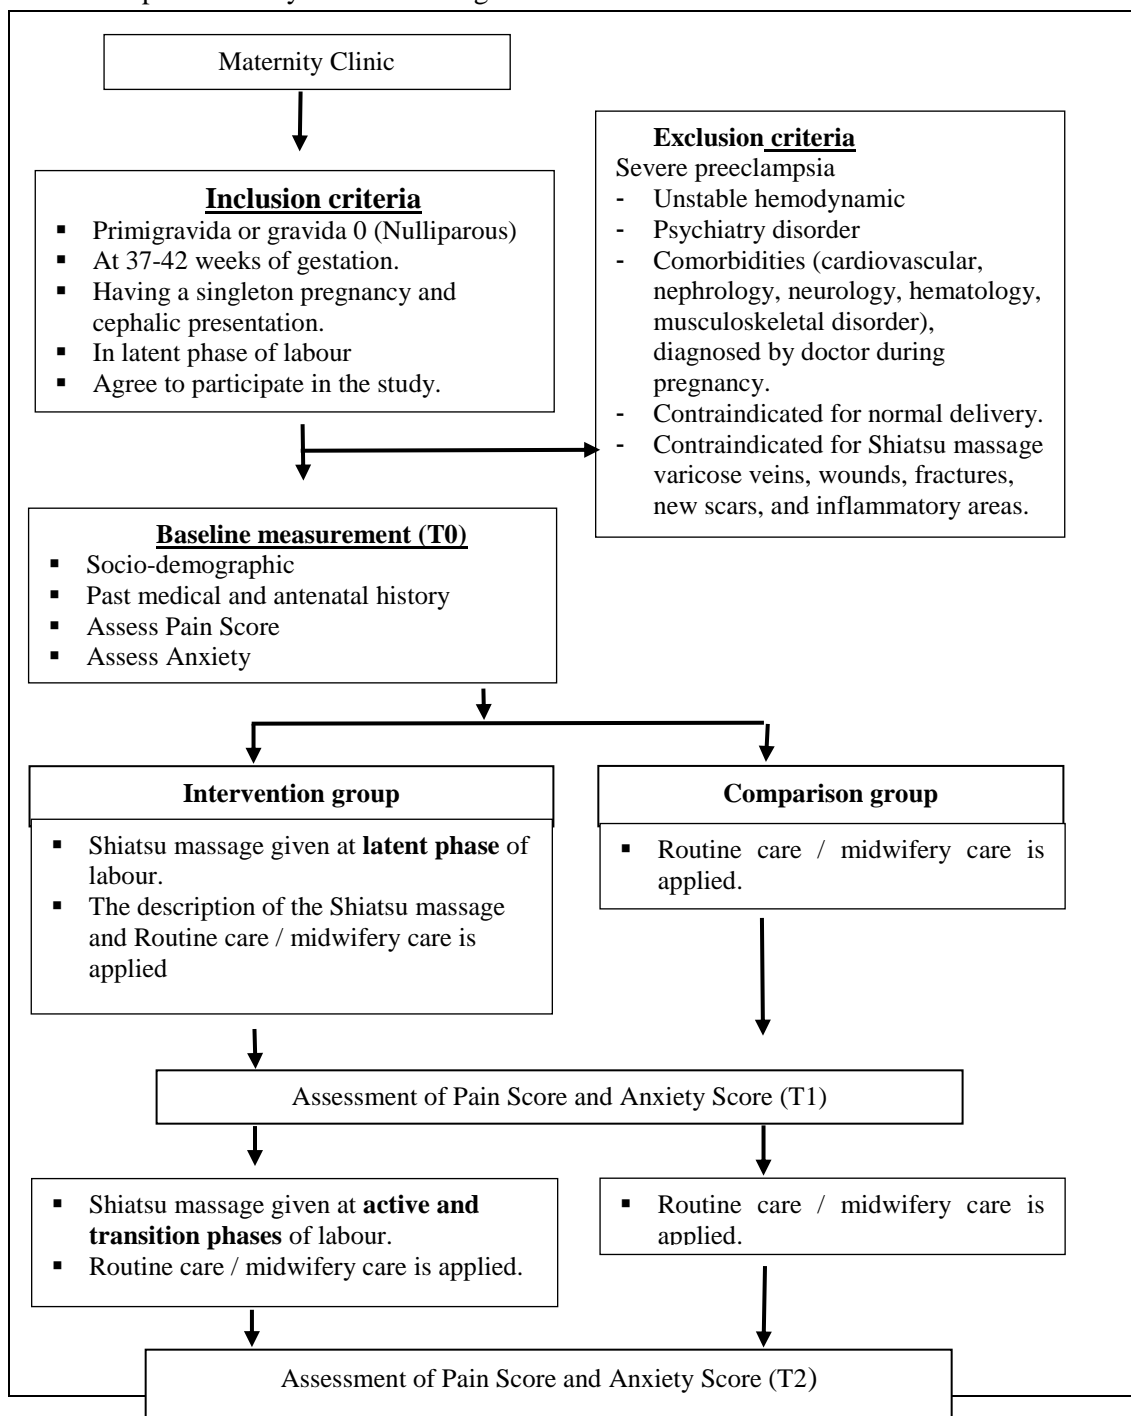 Maternity Clinic
Inclusion criteria
▪ Primigravida or gravida 0 (Nulliparous)
▪ At 37-42 weeks of gestation.
▪ Having a singleton pregnancy and
cephalic presentation.
▪ In latent phase of labour
▪ Agree to participate in the study.
Exclusion criteria
Severe preeclampsia
- Unstable hemodynamic
- Psychiatry disorder
- Comorbidities (cardiovascular,
nephrology, neurology, hematology,
musculoskeletal disorder),
diagnosed by doctor during
pregnancy.
- Contraindicated for normal delivery.
- Contraindicated for Shiatsu massage
varicose veins, wounds, fractures,
new scars, and inflammatory areas.
Baseline measurement (T0)
▪ Socio-demographic
▪ Past medical and antenatal history
▪ Assess Pain Score
▪ Assess Anxiety
Intervention group
▪ Shiatsu massage given at latent phase of
labour.
▪ The description of the Shiatsu massage
and Routine care / midwifery care is
applied
Comparison group
▪ Routine care / midwifery care is
applied.
Assessment of Pain Score and Anxiety Score (T1)
▪ Shiatsu massage given at active and
transition phases of labour.
▪ Routine care / midwifery care is applied.
▪ Routine care / midwifery care is
applied.
Assessment of Pain Score and Anxiety Score (T2)